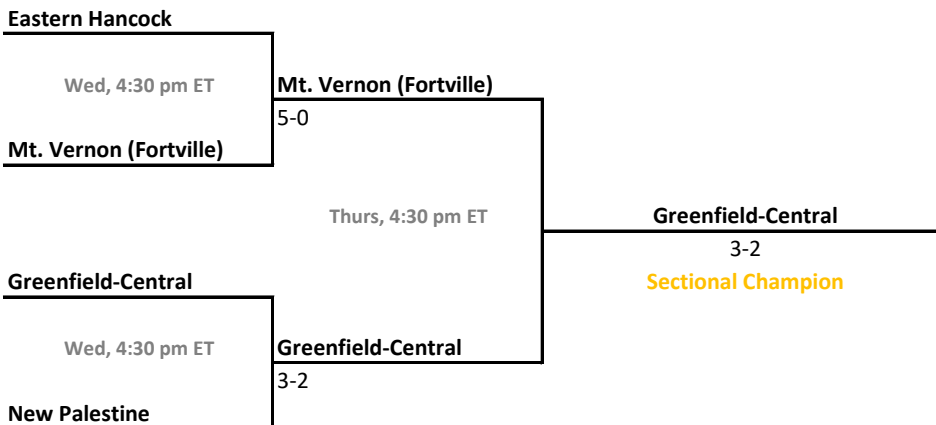 Eastern Hancock
Wed, 4:30 pm ET
Mt. Vernon (Fortville)
5-0
Mt. Vernon (Fortville)
Thurs, 4:30 pm ET
Greenfield-Central
3-2
Sectional Champion
Greenfield-Central
Wed, 4:30 pm ET
Greenfield-Central
3-2
New Palestine